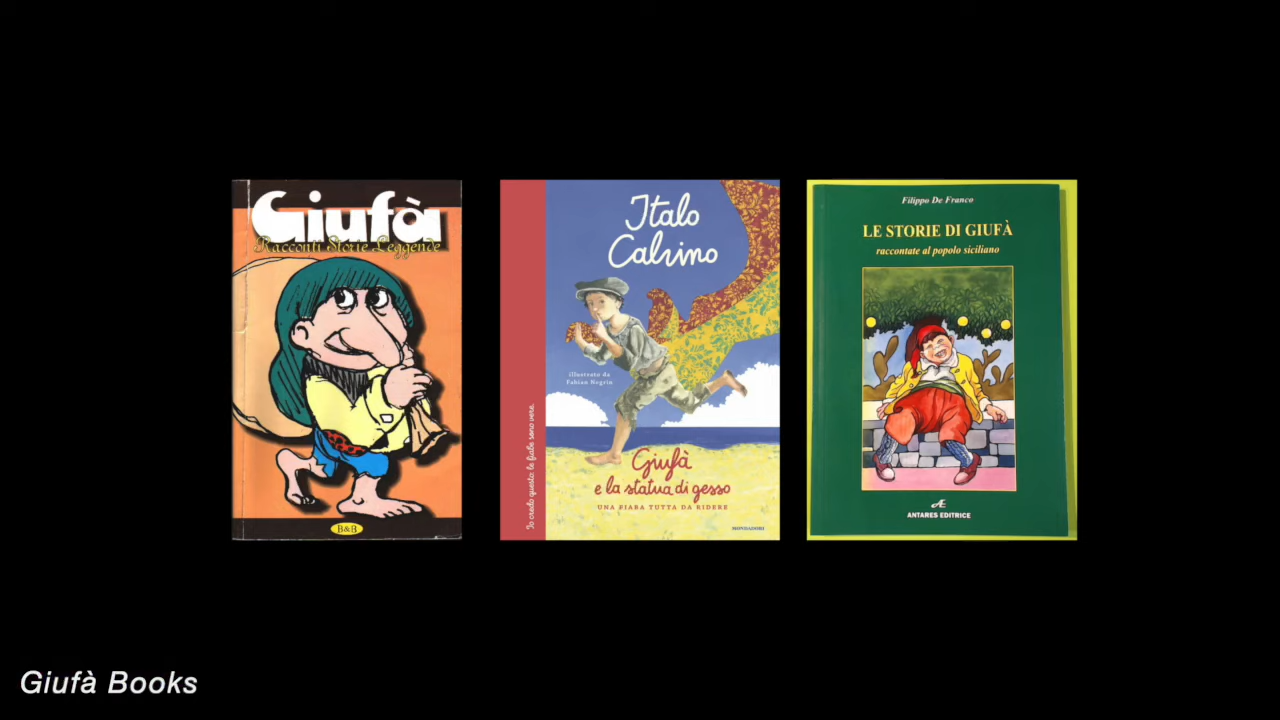 Giufà
Racconti Storie Leggende
B&B
Italo
Calvino
illustrato da
Fabian Negrin
Io credo questo: le fiabe sono vere.
Giufà
e la statua di gesso
UNA FIABA TUTTA DA RIDERE
MONDADORI
Filippo De Franco
LE STORIE DI GIUFÀ
raccontate al popolo siciliano
Æ
ANTARES EDITRICE
Giufà Books